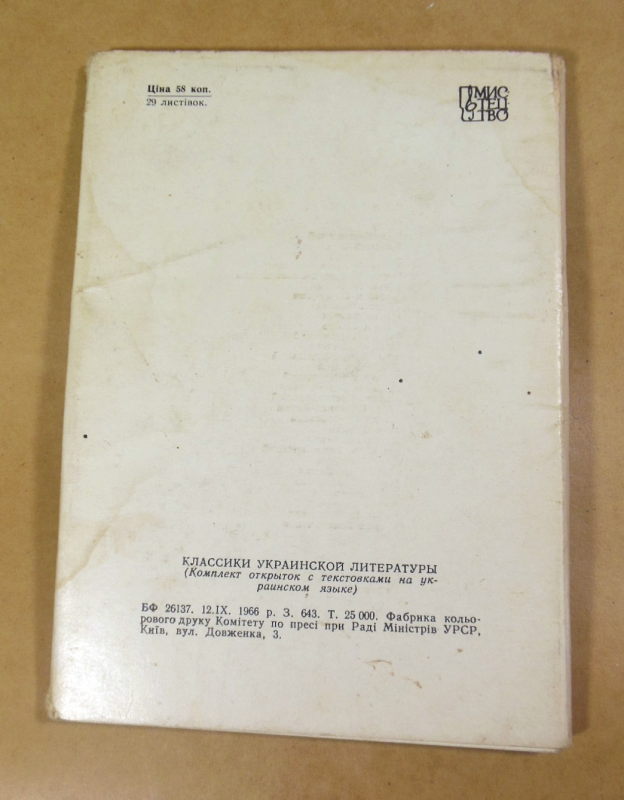 Ціна 58 коп.
29 листівок.
МИС
ТЕЦ
ТВО
КЛАССИКИ УКРАИНСКОЙ ЛИТЕРАТУРЫ
(Комплект открыток с текстовками на ук-
раинском языке)
БФ 26137. 12.IX. 1966 р. З. 643. Т. 25 000. Фабрика кольо-
рового друку Комітету по пресі при Раді Міністрів УРСР,
Київ, вул. Довженка, 3.